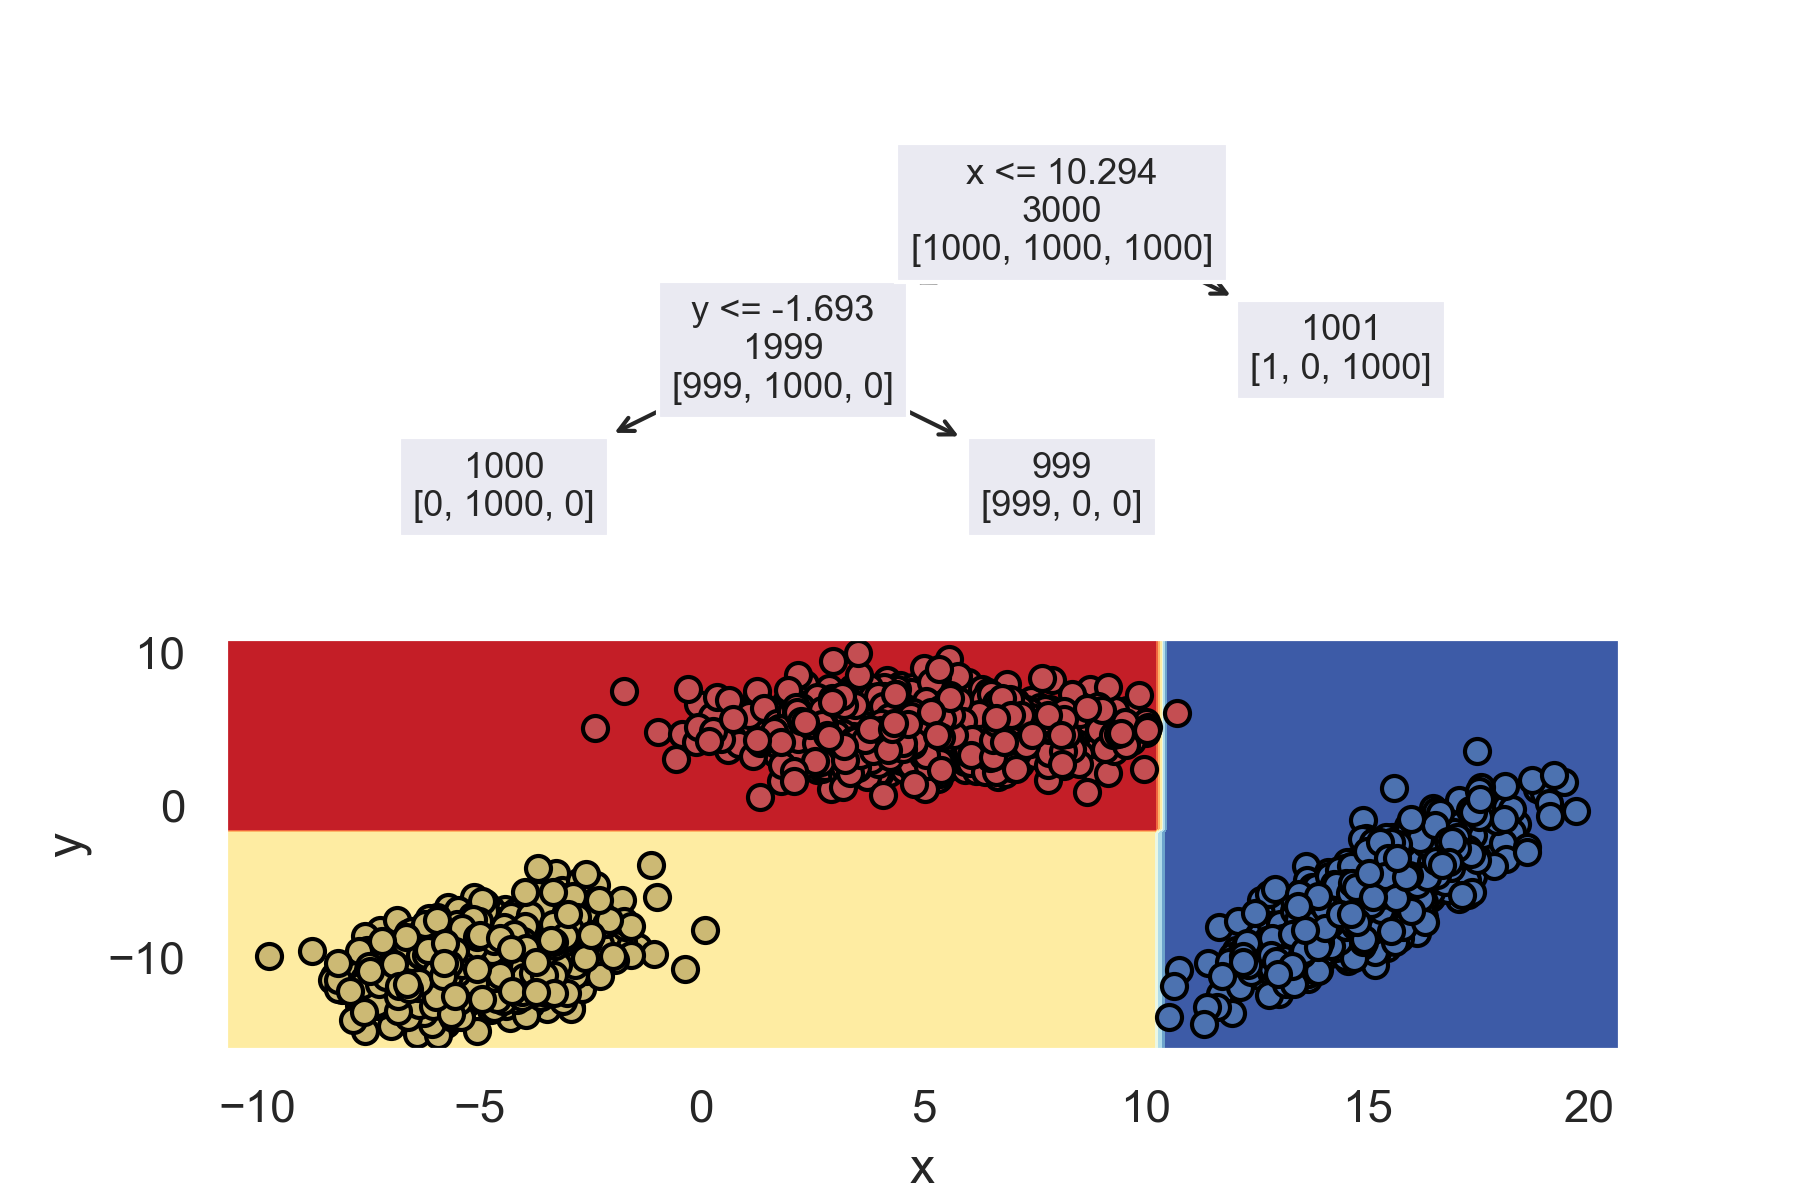 x <= 10.294
3000
[1000, 1000, 1000]
y <= -1.693
1999
[999, 1000, 0]
1001
[1, 0, 1000]
1000
[0, 1000, 0]
999
[999, 0, 0]
10
0
−10
y
−10 −5 0 5 10 15 20
x